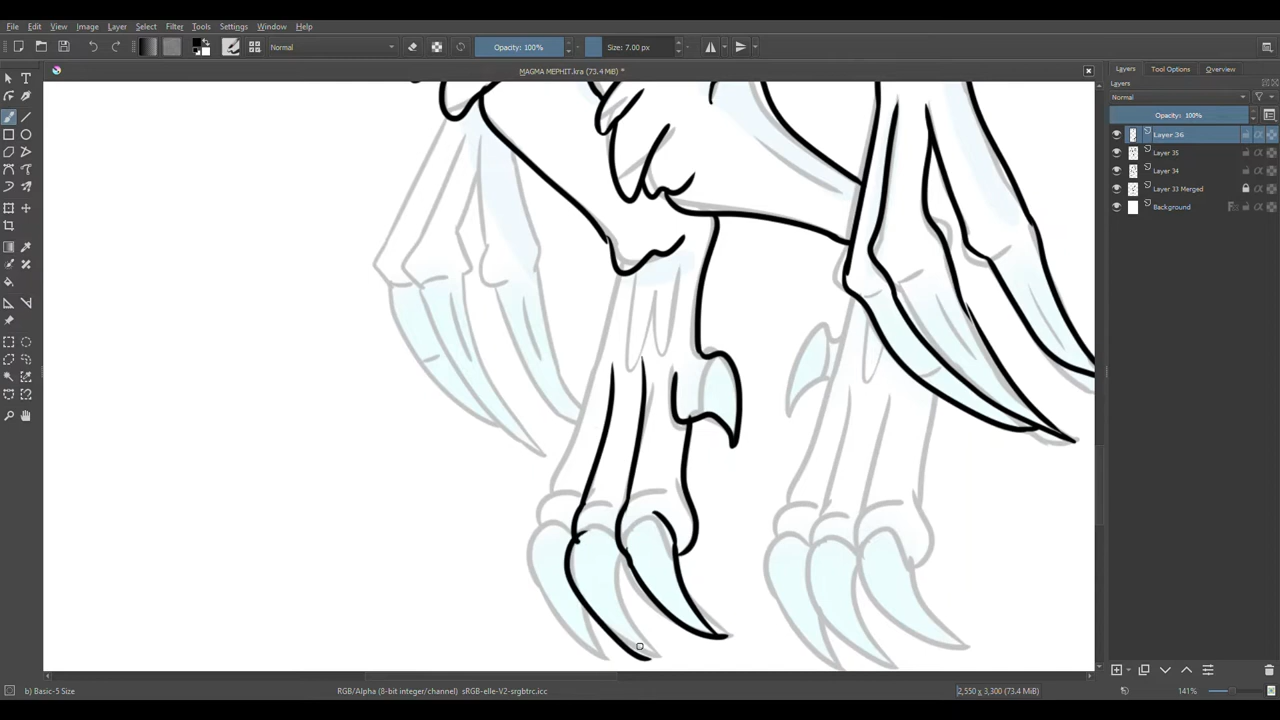 File Edit View Image Layer Select Filter Tools Settings Window Help
Normal Opacity: 100% Size: 7.00 px
MAGMA MEPHIT.kra (73.4 MiB) *
Layers Tool Options Overview
Layers
Normal
Opacity: 100%
Layer 36
Layer 35
Layer 34
Layer 33 Merged
Background
b) Basic-5 Size RGB/Alpha (8-bit integer/channel) sRGB-elle-V2-srgbtrc.icc 2,550 x 3,300 (73.4 MiB) 141%